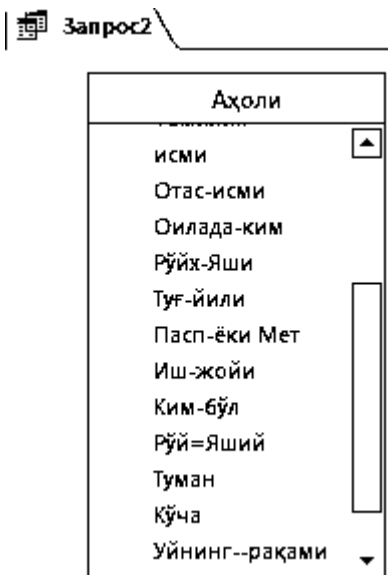 Запрос2
Аҳоли
исми
Отас-исми
Оилада-ким
Рўйх-Яши
Туғ-йили
Пасп-ёки Мет
Иш-жойи
Ким-бўл
Рўй=Яший
Туман
Кўча
Уйнинг--рақами